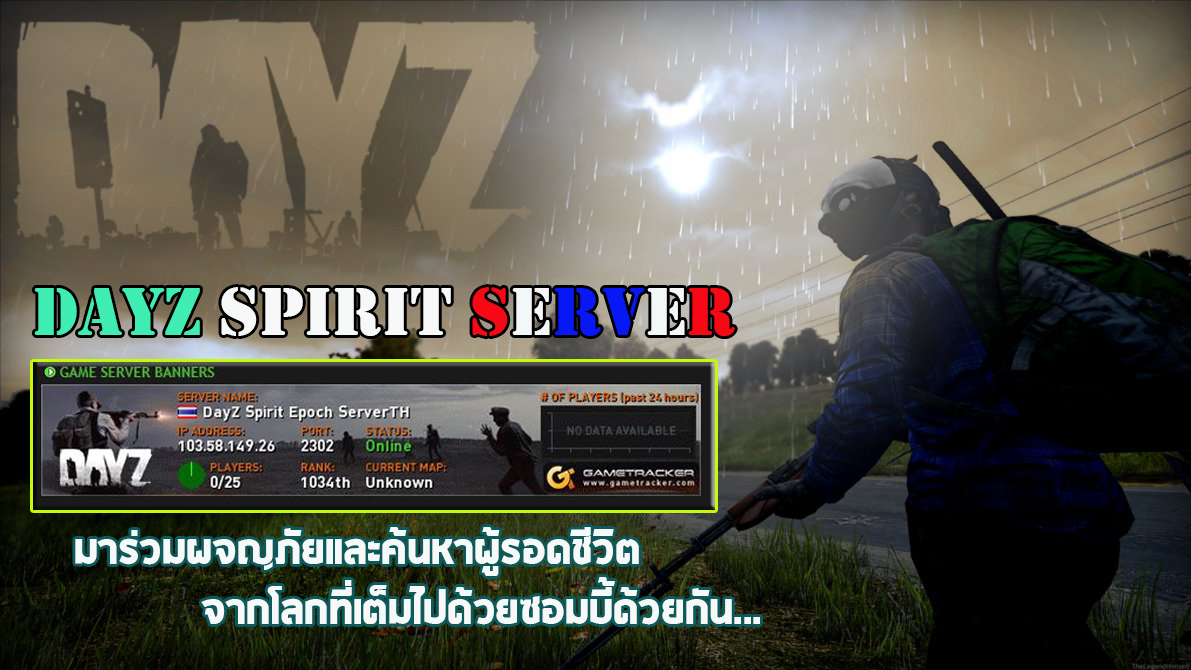 DAYZ
DAYZ SPIRIT SERVER
GAME SERVER BANNERS
SERVER NAME:
DayZ Spirit Epoch ServerTH
# OF PLAYERS (past 24 hours)
IP ADDRESS: PORT: STATUS:
103.58.149.26 2302 Online
NO DATA AVAILABLE
PLAYERS: RANK: CURRENT MAP:
0/25 1034th Unknown
DAYZ
GAMETRACKER
www.gametracker.com
มาร่วมผจญภัยและค้นหาผู้รอดชีวิต
จากโลกที่เต็มไปด้วยซอมบี้ด้วยกัน...